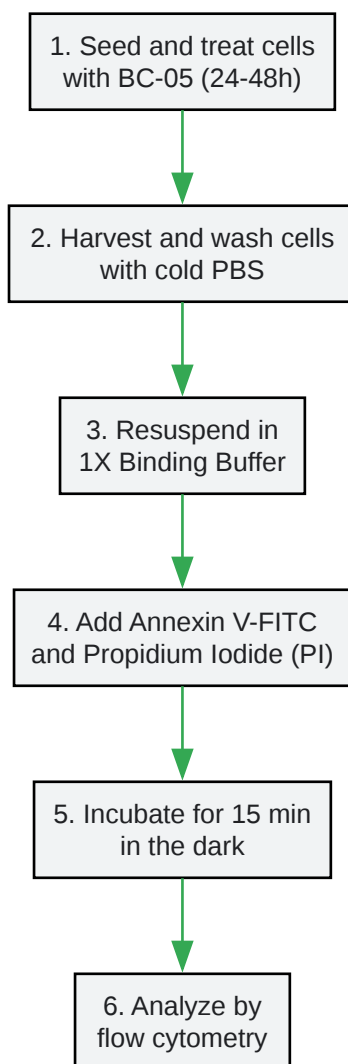 1. Seed and treat cells
with BC-05 (24-48h)
2. Harvest and wash cells
with cold PBS
3. Resuspend in
1X Binding Buffer
4. Add Annexin V-FITC
and Propidium Iodide (PI)
5. Incubate for 15 min
in the dark
6. Analyze by
flow cytometry